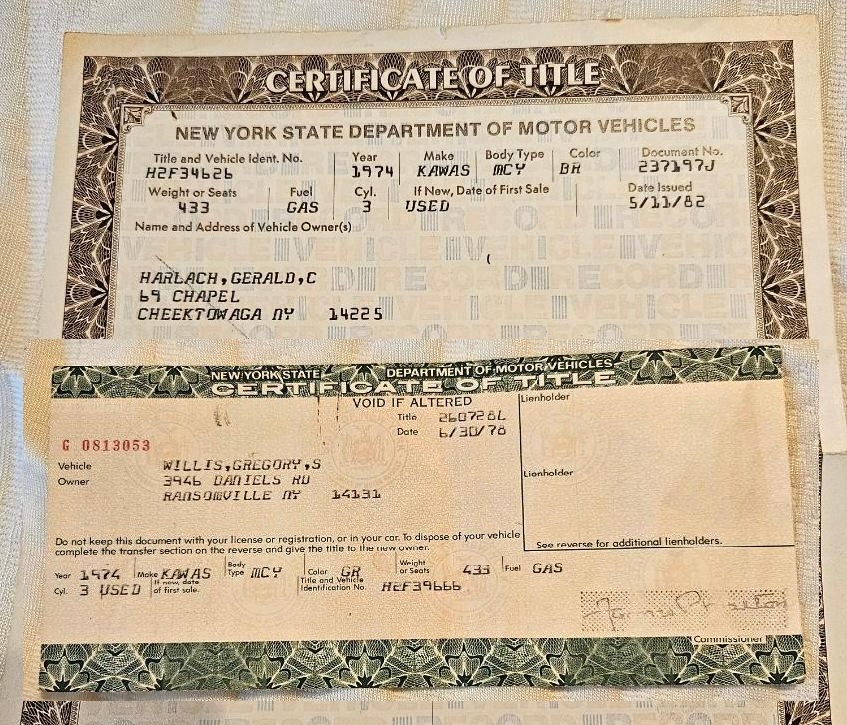 CERTIFICATE OF TITLE
NEW YORK STATE DEPARTMENT OF MOTOR VEHICLES
Title and Vehicle Ident. No. Year Make Body Type Color Document No.
H2F34626 1974 KAWAS MCY BR 237197J
Weight or Seats Fuel Cyl. If New, Date of First Sale Date Issued
433 GAS 3 USED 5/11/82
Name and Address of Vehicle Owner(s)
HARLACH,GERALD,C
69 CHAPEL
CHEEKTOWAGA NY 14225
NEW YORK STATE DEPARTMENT OF MOTOR VEHICLES
CERTIFICATE OF TITLE
VOID IF ALTERED
Lienholder
Title 260728L
Date 6/30/78
G 0813053
Vehicle Owner
WILLIS,GREGORY,S
3946 DANIELS RD
RANSOMVILLE NY 14131
Lienholder
Do not keep this document with your license or registration, or in your car. To dispose of your vehicle
complete the transfer section on the reverse and give the title to the new owner.
See reverse for additional lienholders.
Year 1974 Make KAWAS Body Type MCY Color GR Weight or Seats 433 Fuel GAS
Cyl. 3 USED If new, date of first sale. Title and Vehicle Identification No. H2F39666
Commissioner